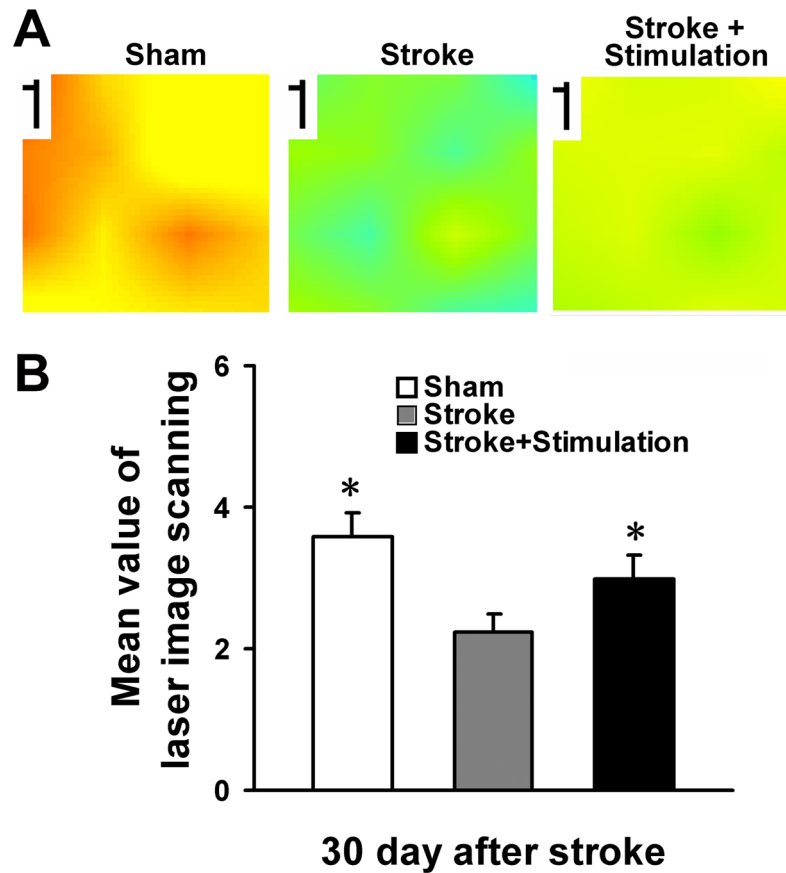 A
Sham
Stroke
Stroke +
Stimulation
1
1
1
B
Mean value of
laser image scanning
6
4
2
0
Sham
Stroke
Stroke+Stimulation
*
*
30 day after stroke